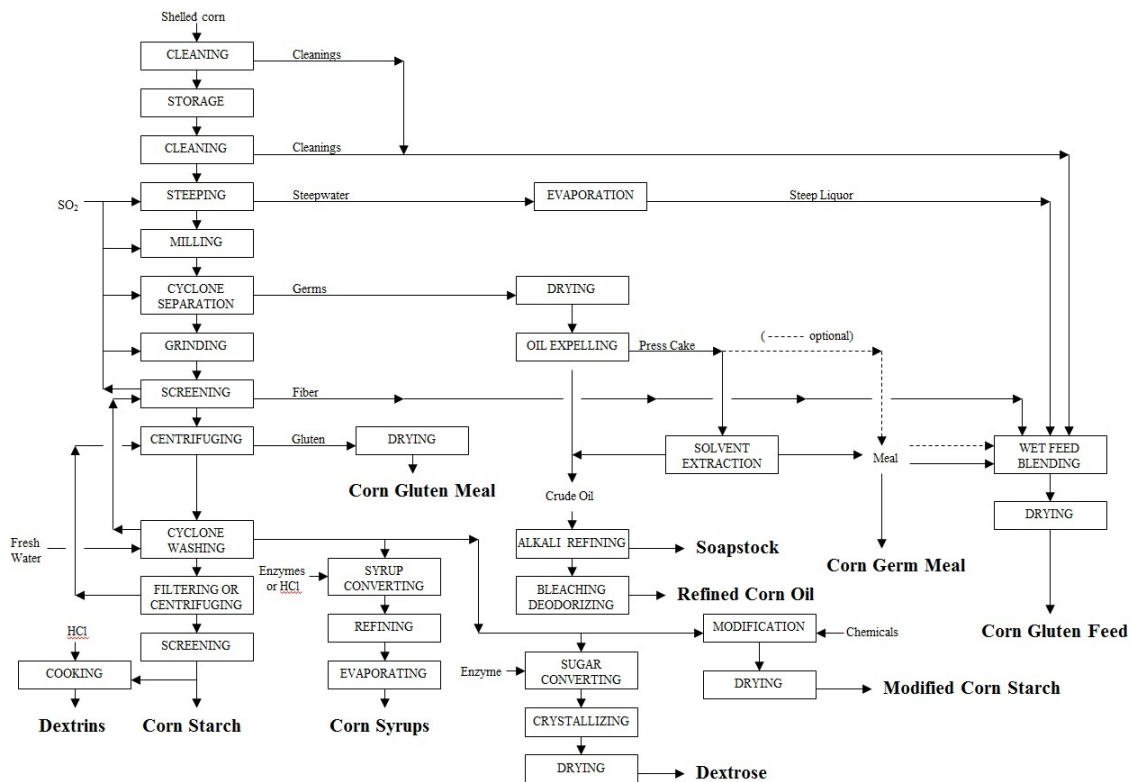 Shelled corn
CLEANING
Cleanings
STORAGE
CLEANING
Cleanings
SO2
STEEPING
Steepwater
EVAPORATION
Steep Liquor
MILLING
CYCLONE
SEPARATION
Germs
DRYING
GRINDING
OIL EXPELLING
Press Cake
( ------ optional)
SCREENING
Fiber
CENTRIFUGING
Gluten
DRYING
SOLVENT
EXTRACTION
Meal
WET FEED
BLENDING
Corn Gluten Meal
Crude Oil
DRYING
Fresh
Water
CYCLONE
WASHING
ALKALI REFINING
Soapstock
Corn Germ Meal
Enzymes
or HCl
SYRUP
CONVERTING
FILTERING OR
CENTRIFUGING
BLEACHING
DEODORIZING
Refined Corn Oil
REFINING
MODIFICATION
Chemicals
Corn Gluten Feed
HCl
SCREENING
COOKING
EVAPORATING
Enzyme
SUGAR
CONVERTING
DRYING
Modified Corn Starch
Dextrins
Corn Starch
Corn Syrups
CRYSTALLIZING
DRYING
Dextrose